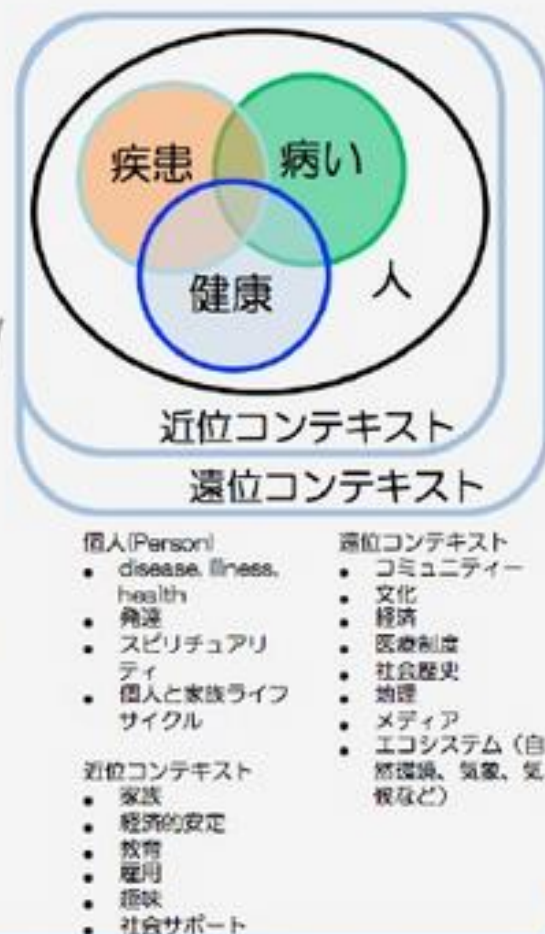 疾患
病い
健康
人
近位コンテキスト
遠位コンテキスト
個人(Person)
• disease, illness,
health
• 発達
• スピリチュアリ
ティ
• 個人と家族ライフ
サイクル
近位コンテキスト
• 家族
• 経済的安定
• 教育
• 雇用
• 趣味
• 社会サポート
遠位コンテキスト
• コミュニティー
• 文化
• 経済
• 医療制度
• 社会歴史
• 地理
• メディア
• エコシステム（自
然環境、気象、気
候など）